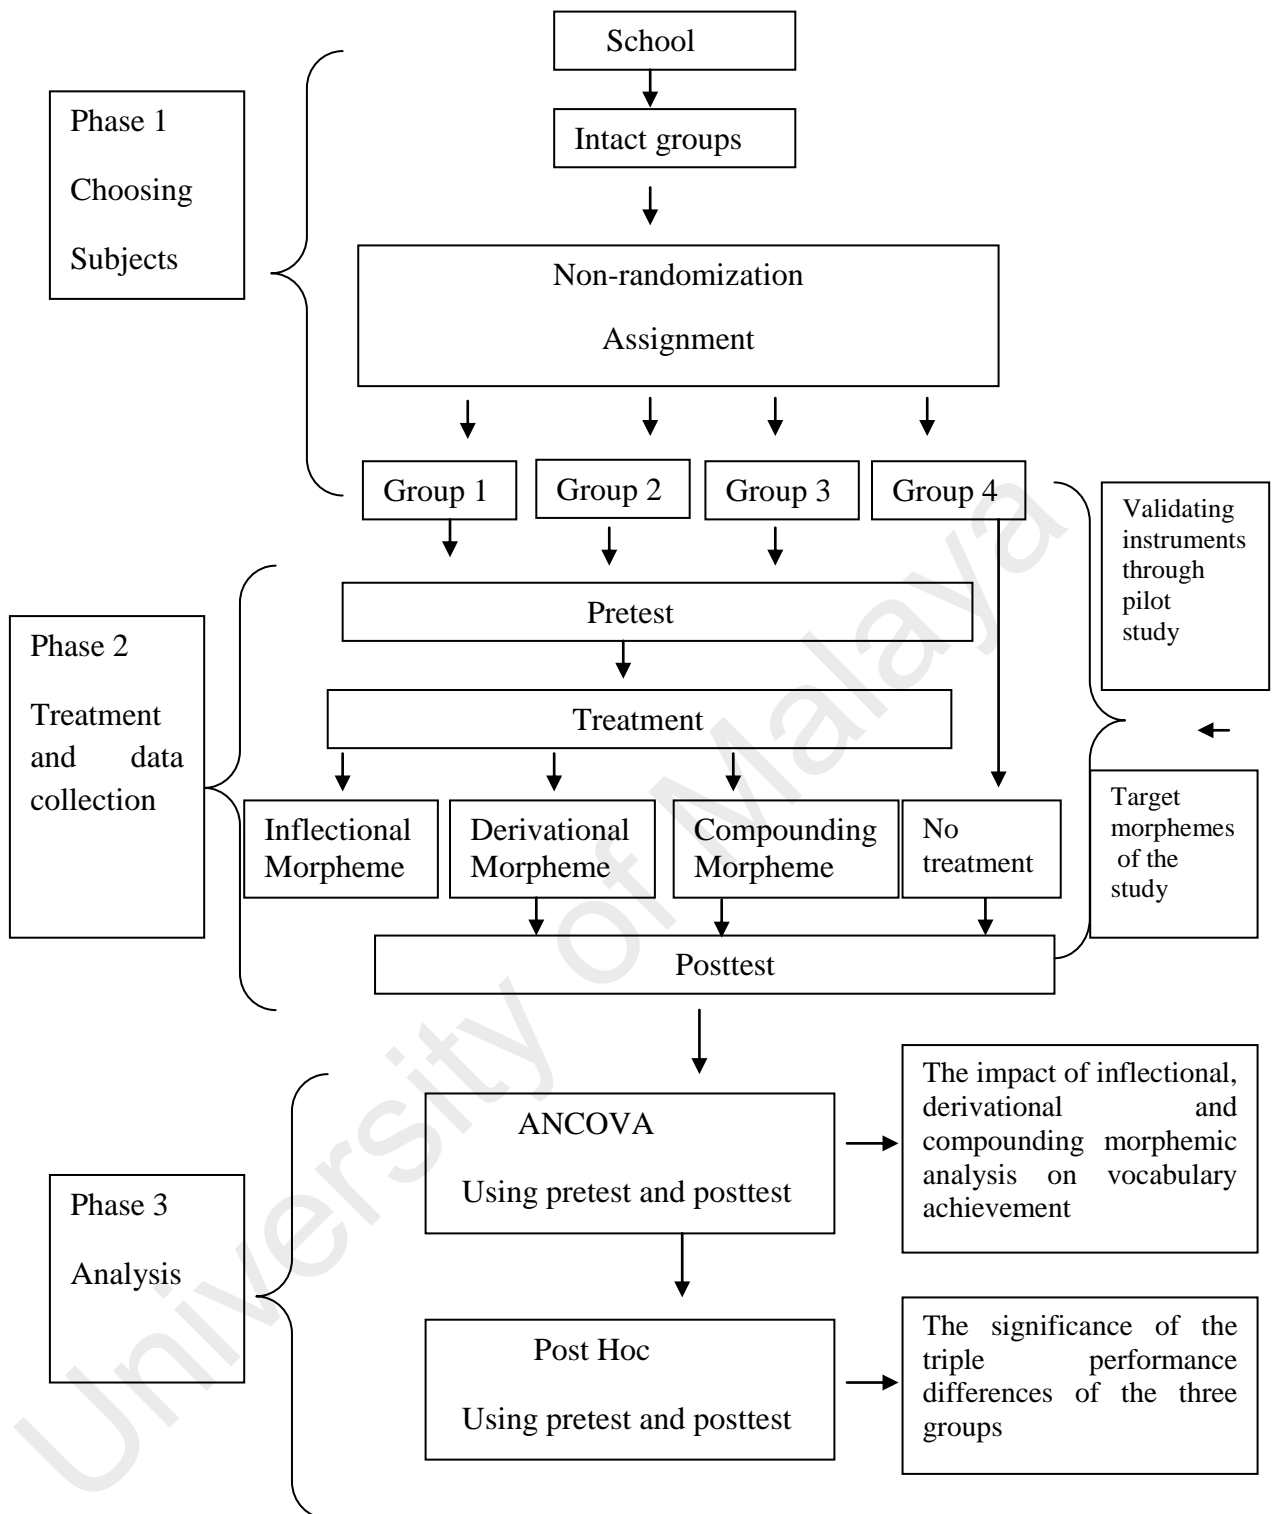 School
Phase 1
Choosing
Subjects
Intact groups
Non-randomization
Assignment
Group 1
Group 2
Group 3
Group 4
Validating
instruments
through
pilot
study
Phase 2
Treatment
and data
collection
Pretest
Treatment
Inflectional
Morpheme
Derivational
Morpheme
Compounding
Morpheme
No
treatment
Target
morphemes
of the
study
Posttest
Phase 3
Analysis
ANCOVA
Using pretest and posttest
The impact of inflectional,
derivational and
compounding morphemic
analysis on vocabulary
achievement
Post Hoc
Using pretest and posttest
The significance of the
triple performance
differences of the three
groups
University of Malaya